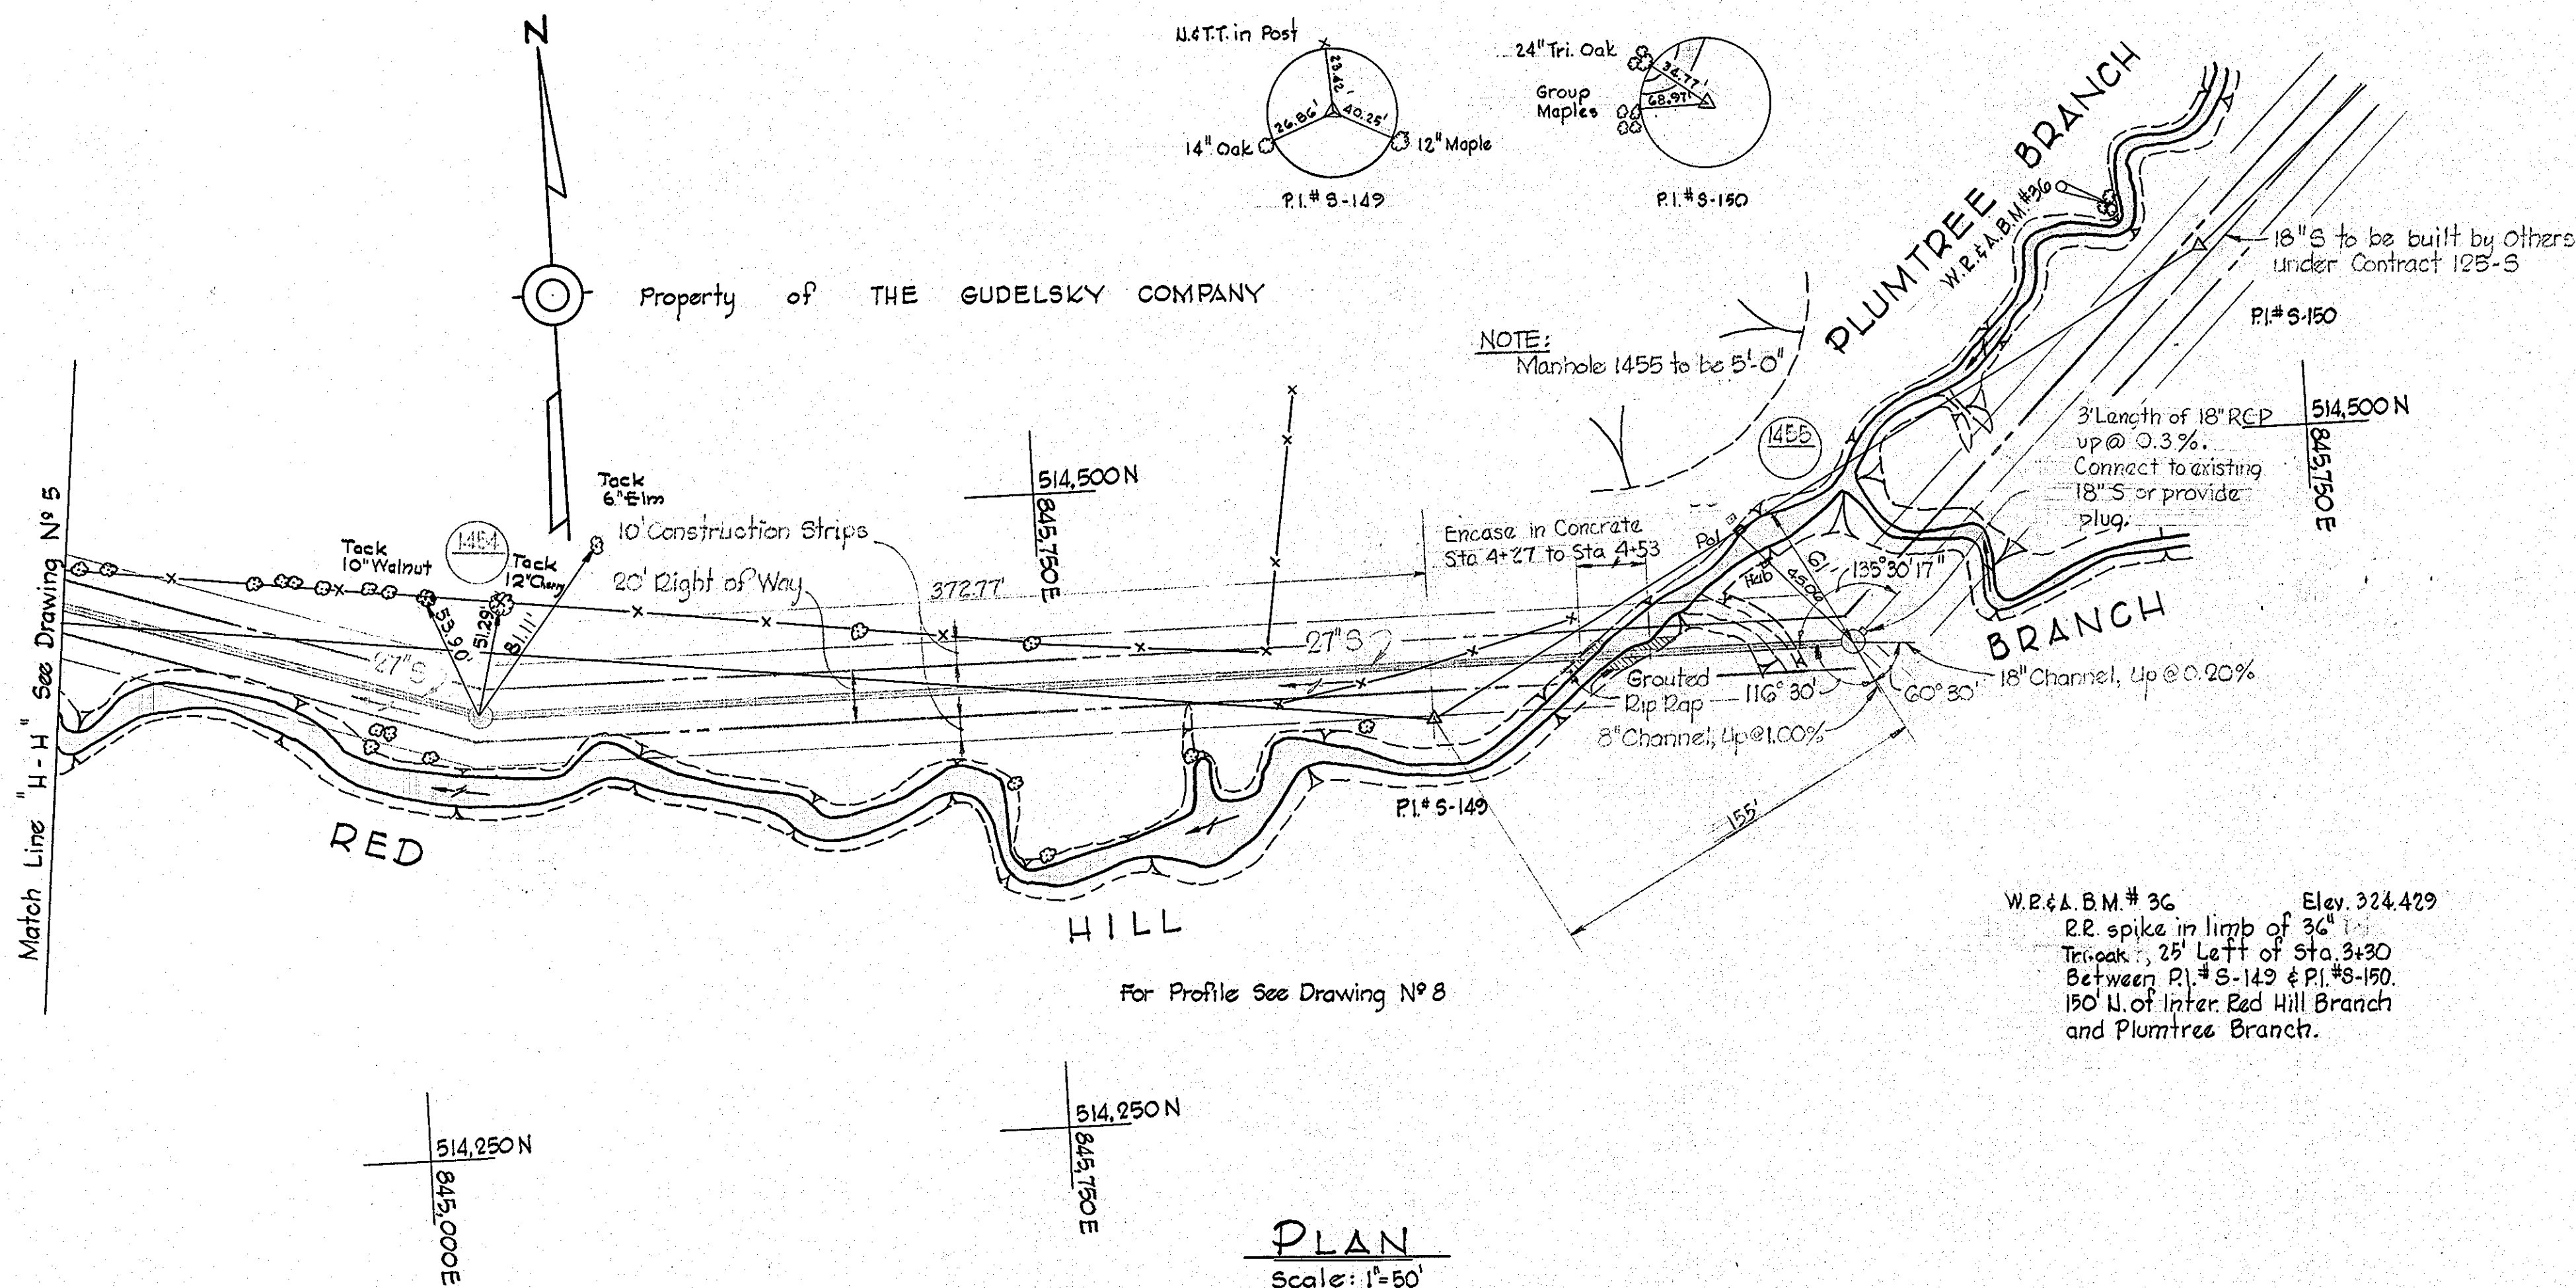 N
N.&T.T. in Post
23.42'
26.86'
40.25'
14" Oak
12" Maple
P.I.# S-149
24" Tri. Oak
34.77'
Group
Maples
68.97'
P.I.# S-150
PLUMTREE BRANCH
W.R.&A.B.M.#36
18"S to be built by Others
under Contract 125-S
P.I.# S-150
Property of THE GUDELSKY COMPANY
NOTE:
Manhole 1455 to be 5'-0"
1455
3' Length of 18" RCP
up @ 0.3%.
Connect to existing
18" S or provide
plug.
514,500 N
845,750 E
514,500 N
845,750 E
Match Line "H-H" See Drawing Nº 5
Tack
6" Elm
10' Construction Strips
1454
Tack
10" Walnut
Tack
12" Cherry
20' Right of Way
372.77'
Encase in Concrete
Sta 4+27 to Sta 4+53
Hub
61
45.06
135°30'17"
53.90'
51.29'
81.11'
27"S
27"S
BRANCH
Grouted
Rip Rap
116°30'
60°30'
18" Channel, Up @ 0.20%
8" Channel, Up @ 1.00%
P.I.# S-149
155'
RED
HILL
For Profile See Drawing Nº 8
W.R.&A.B.M.# 36 Elev. 324.429
R.R. spike in limb of 36"
Tri.oak, 25' Left of Sta. 3+30
Between P.I.# S-149 & P.I.#S-150.
150' N. of Inter. Red Hill Branch
and Plumtree Branch.
514,250 N
845,000 E
514,250 N
845,750 E
PLAN
Scale: 1"=50'